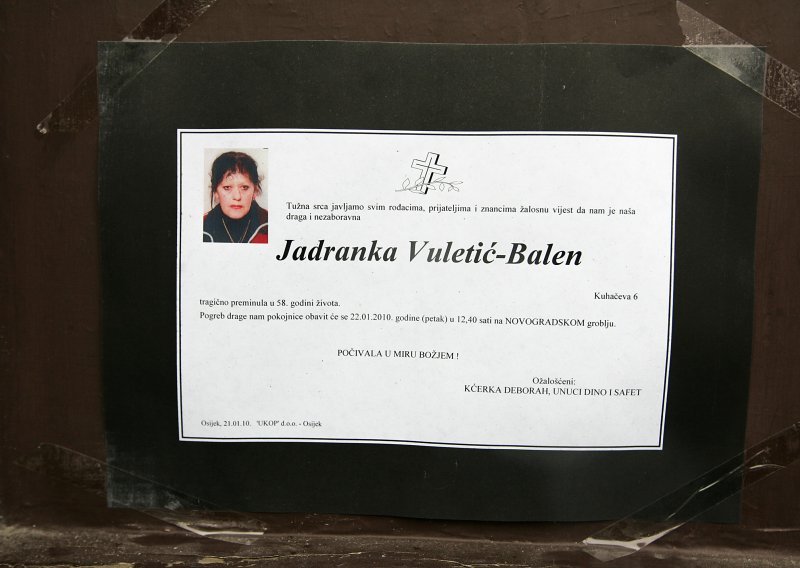 Tužna srca javljamo svim rođacima, prijateljima i znancima žalosnu vijest da nam je naša
draga i nezaboravna
Jadranka Vuletić-Balen
Kuhačeva 6
tragično preminula u 58. godini života.
Pogreb drage nam pokojnice obavit će se 22.01.2010. godine (petak) u 12,40 sati na NOVOGRADSKOM groblju.
POČIVALA U MIRU BOŽJEM !
Ožalošćeni:
KĆERKA DEBORAH, UNUCI DINO I SAFET
Osijek, 21.01.10. 'UKOP' d.o.o. - Osijek